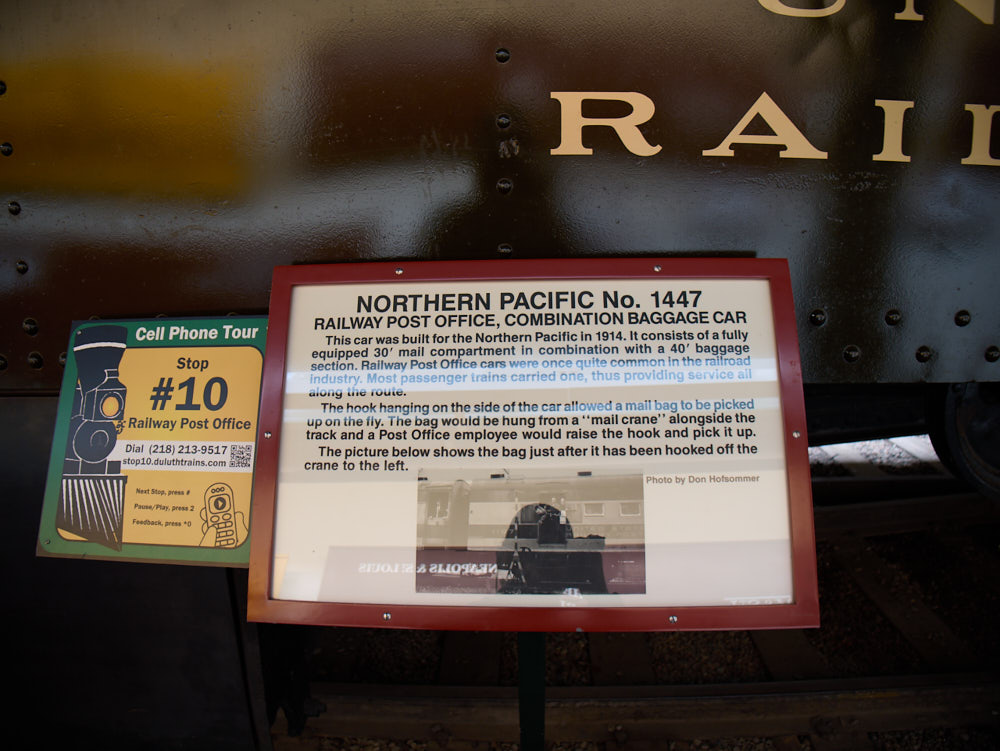 UN
RAIL
NORTHERN PACIFIC No. 1447
RAILWAY POST OFFICE, COMBINATION BAGGAGE CAR
This car was built for the Northern Pacific in 1914. It consists of a fully
equipped 30' mail compartment in combination with a 40' baggage
section. Railway Post Office cars were once quite common in the railroad
industry. Most passenger trains carried one, thus providing service all
along the route.
The hook hanging on the side of the car allowed a mail bag to be picked
up on the fly. The bag would be hung from a "mail crane" alongside the
track and a Post Office employee would raise the hook and pick it up.
The picture below shows the bag just after it has been hooked off the
crane to the left.
Photo by Don Hofsommer
NEAPOLIS & ST LOUIS
Cell Phone Tour
Stop
#10
Railway Post Office
Dial (218) 213-9517
stop10.duluthtrains.com
Next Stop, press #
Pause/Play, press 2
Feedback, press *0